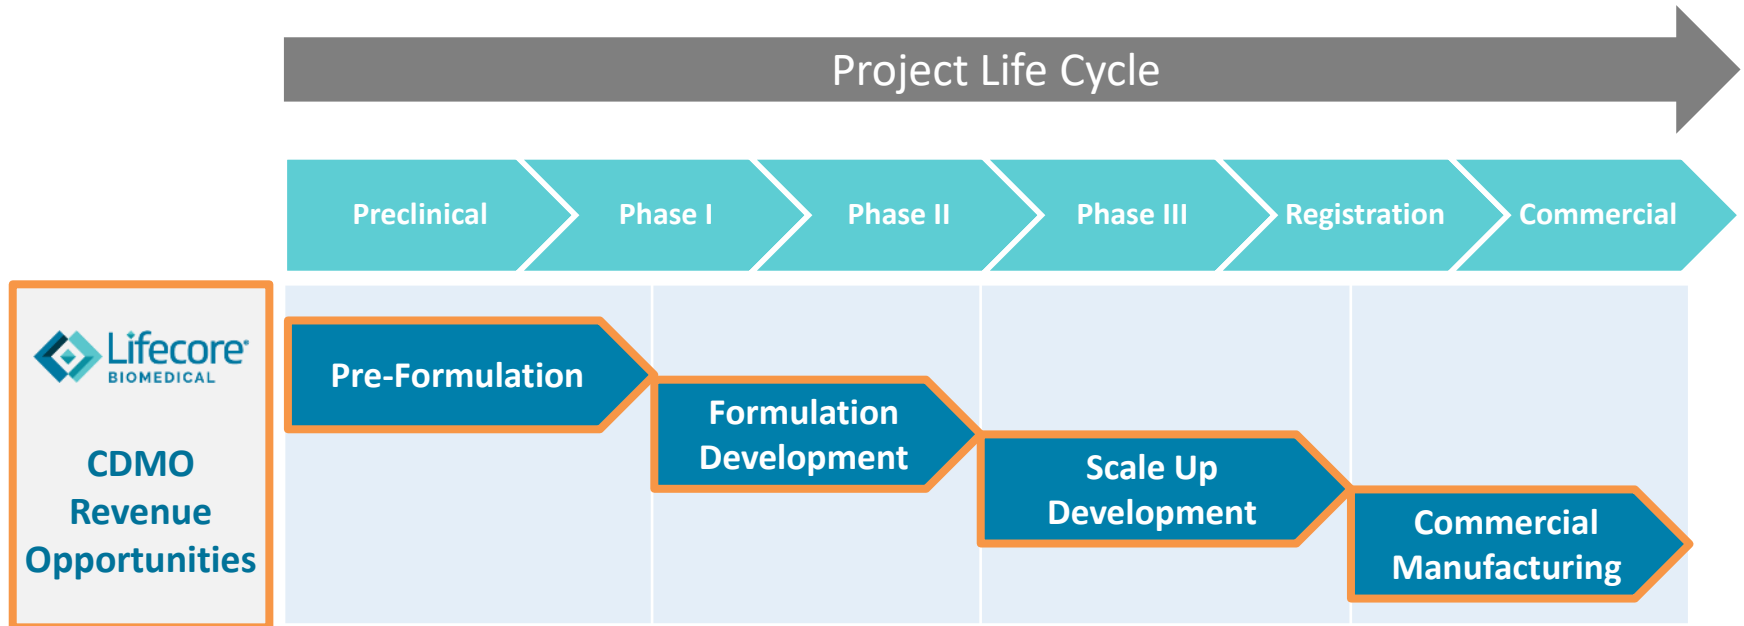 Project Life Cycle
Preclinical
Phase I
Phase II
Phase III
Registration
Commercial
Lifecore®
BIOMEDICAL
CDMO
Revenue
Opportunities
Pre-Formulation
Formulation
Development
Scale Up
Development
Commercial
Manufacturing